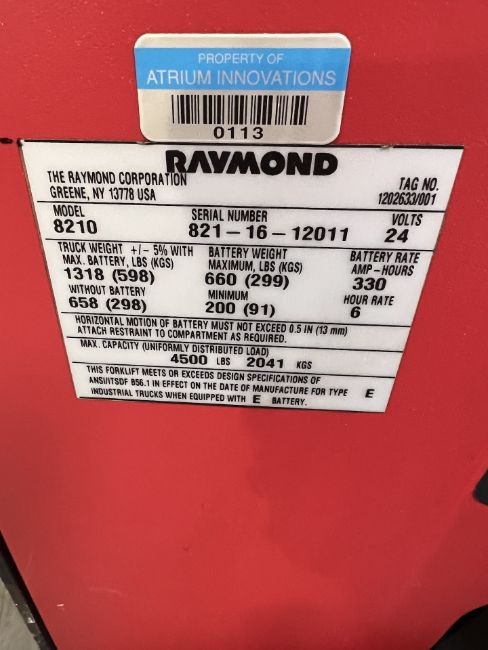 PROPERTY OF
ATRIUM INNOVATIONS
0113
RAYMOND
THE RAYMOND CORPORATION
GREENE, NY 13778 USA
TAG NO.
1202633/001
MODEL
8210
SERIAL NUMBER
821-16-12011
VOLTS
24
TRUCK WEIGHT +/- 5% WITH
MAX. BATTERY, LBS (KGS)
1318 (598)
WITHOUT BATTERY
658 (298)
BATTERY WEIGHT
MAXIMUM, LBS (KGS)
660 (299)
MINIMUM
200 (91)
BATTERY RATE
AMP-HOURS
330
HOUR RATE
6
HORIZONTAL MOTION OF BATTERY MUST NOT EXCEED 0.5 IN (13 mm)
ATTACH RESTRAINT TO COMPARTMENT AS REQUIRED.
MAX. CAPACITY (UNIFORMLY DISTRIBUTED LOAD)
4500 LBS 2041 KGS
THIS FORKLIFT MEETS OR EXCEEDS DESIGN SPECIFICATIONS OF
ANSI/ITSDF B56.1 IN EFFECT ON THE DATE OF MANUFACTURE FOR TYPE E
INDUSTRIAL TRUCKS WHEN EQUIPPED WITH E BATTERY.